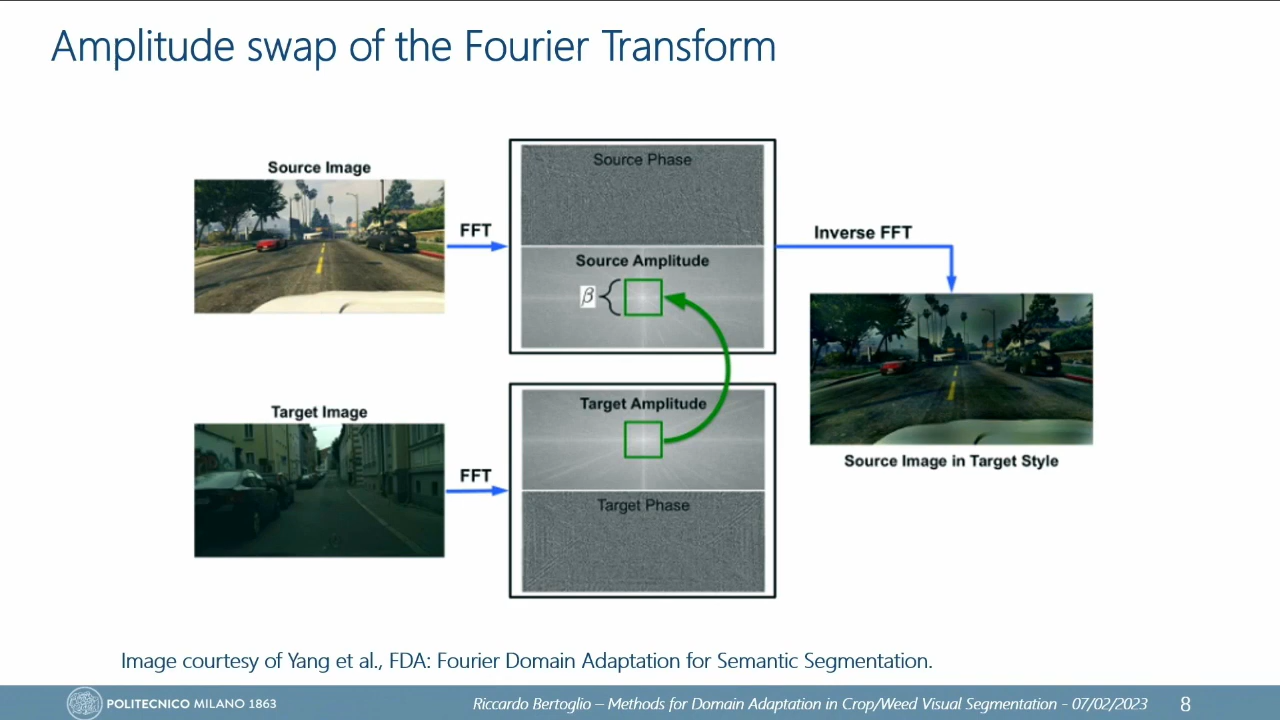 Amplitude swap of the Fourier Transform
Source Image
FFT
Source Phase
Source Amplitude
β
Inverse FFT
Target Image
FFT
Target Amplitude
Target Phase
Source Image in Target Style
Image courtesy of Yang et al., FDA: Fourier Domain Adaptation for Semantic Segmentation.
POLITECNICO MILANO 1863
Riccardo Bertoglio – Methods for Domain Adaptation in Crop/Weed Visual Segmentation - 07/02/2023
8